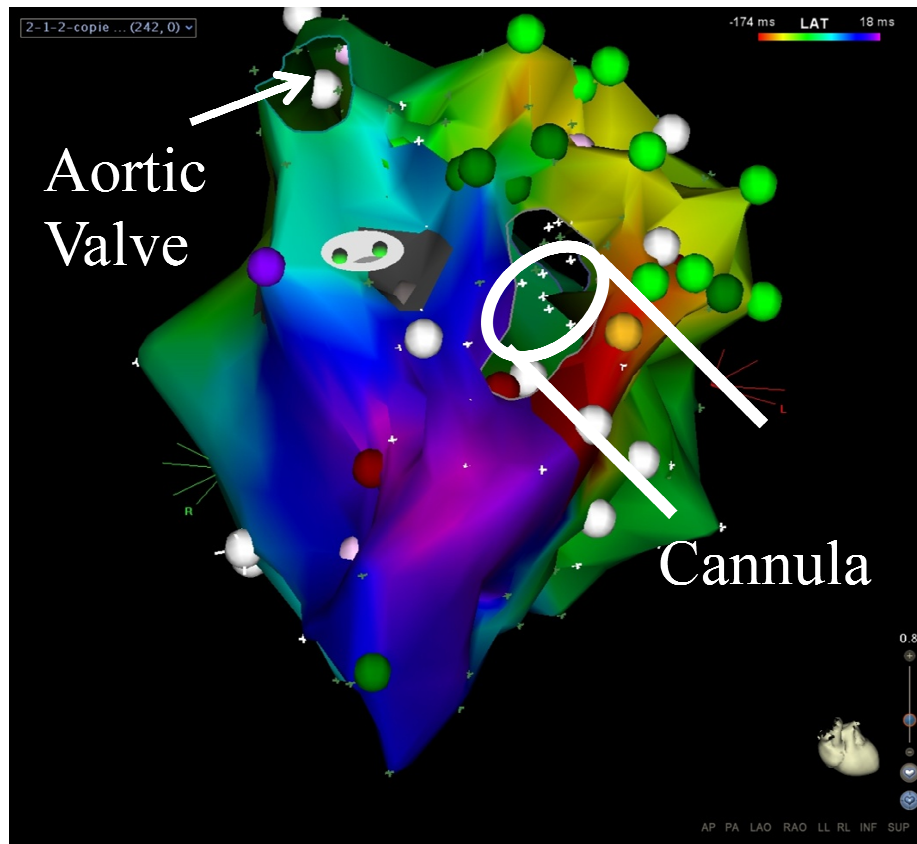 2-1-2-copie ... (242, 0)
-174 ms LAT 18 ms
Aortic
Valve
L
R
Cannula
0.8
AP PA LAO RAO LL RL INF SUP